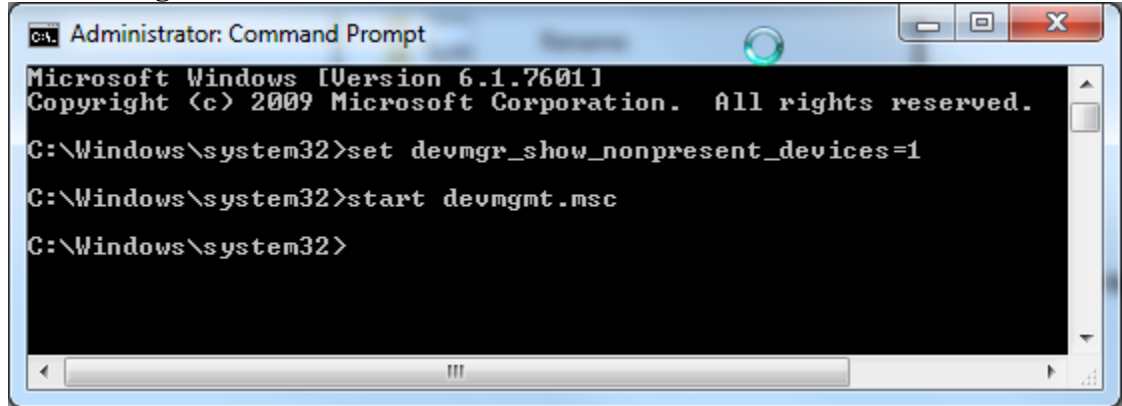 Administrator: Command Prompt
Microsoft Windows [Version 6.1.7601]
Copyright (c) 2009 Microsoft Corporation.  All rights reserved.
C:\Windows\system32>set devmgr_show_nonpresent_devices=1
C:\Windows\system32>start devmgmt.msc
C:\Windows\system32>